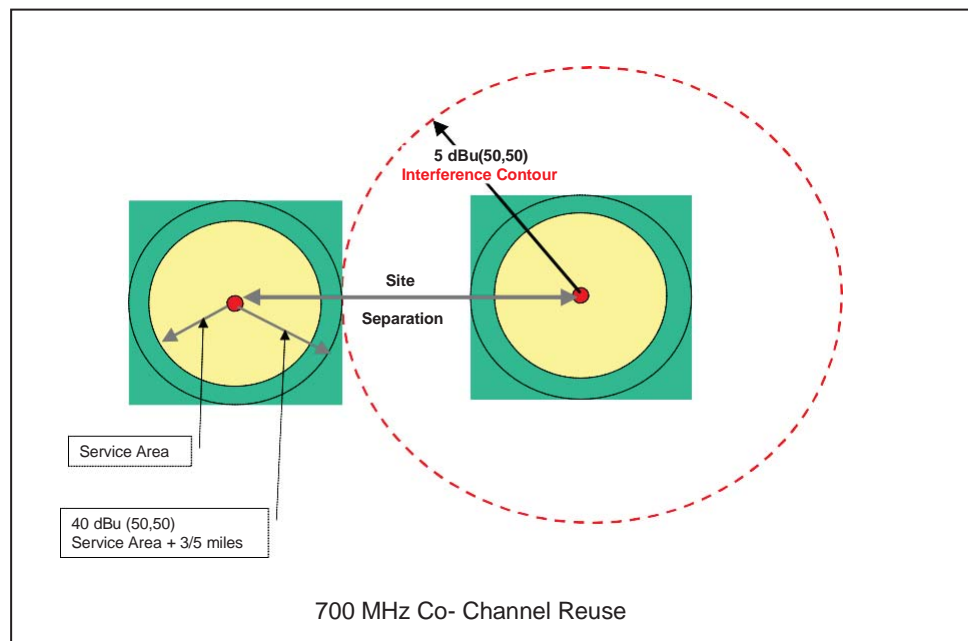 5 dBu(50,50)
Interference Contour
Site
Separation
Service Area
40 dBu (50,50)
Service Area + 3/5 miles
700 MHz Co- Channel Reuse